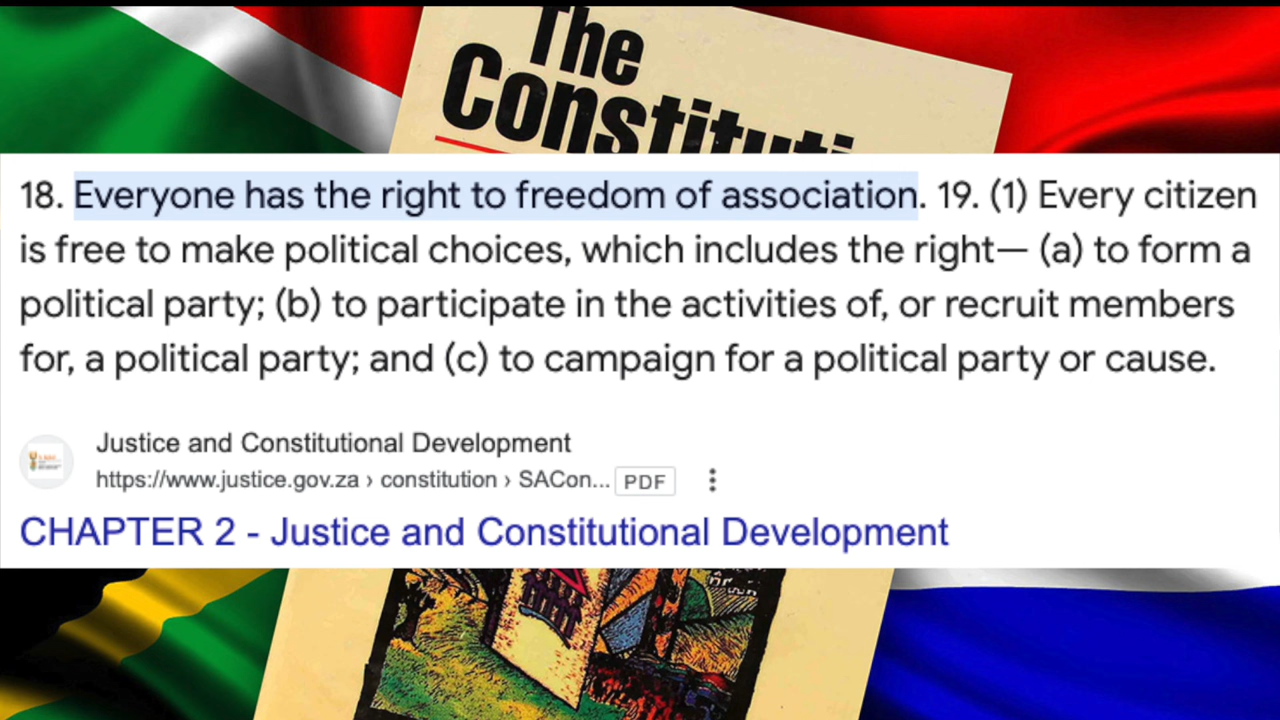 The
Constituti
18. Everyone has the right to freedom of association. 19. (1) Every citizen
is free to make political choices, which includes the right— (a) to form a
political party; (b) to participate in the activities of, or recruit members
for, a political party; and (c) to campaign for a political party or cause.
Justice and Constitutional Development
https://www.justice.gov.za › constitution › SACon... PDF
CHAPTER 2 - Justice and Constitutional Development